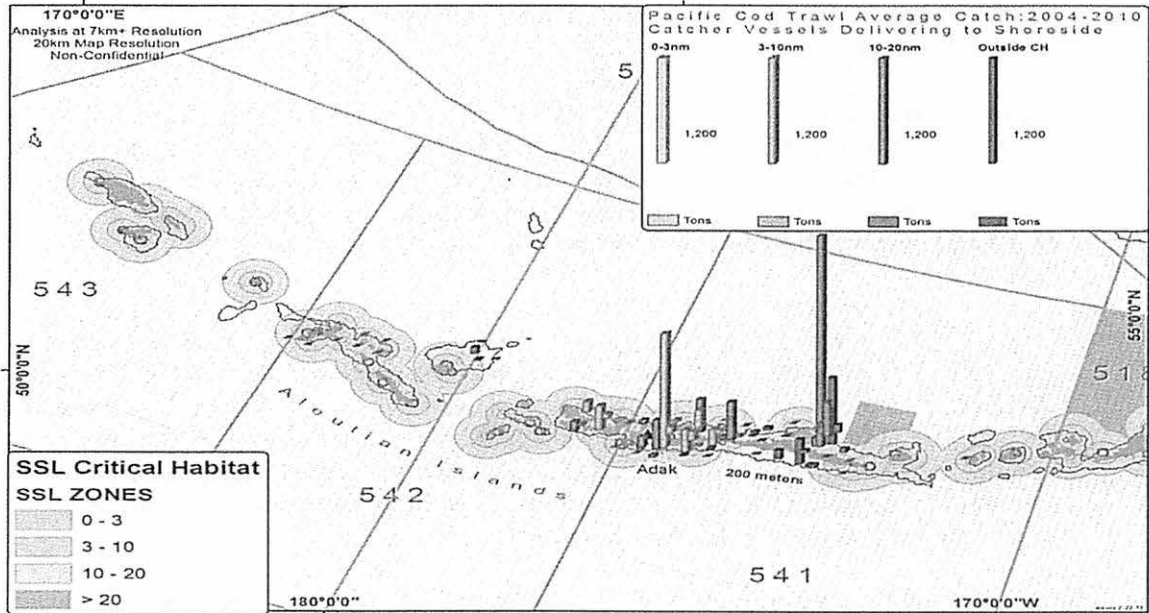 170°0'0"E
Analysis at 7km+ Resolution
20km Map Resolution
Non-Confidential
Pacific Cod Trawl Average Catch:2004-2010
Catcher Vessels Delivering to Shoreside
0-3nm 3-10nm 10-20nm Outside CH
1,200 1,200 1,200 1,200
Tons Tons Tons Tons
5
543
55°0'0"N
518
50°0'0"N
Aleutian Islands
Adak
200 meters
542
541
SSL Critical Habitat
SSL ZONES
0 - 3
3 - 10
10 - 20
> 20
180°0'0"
170°0'0"W